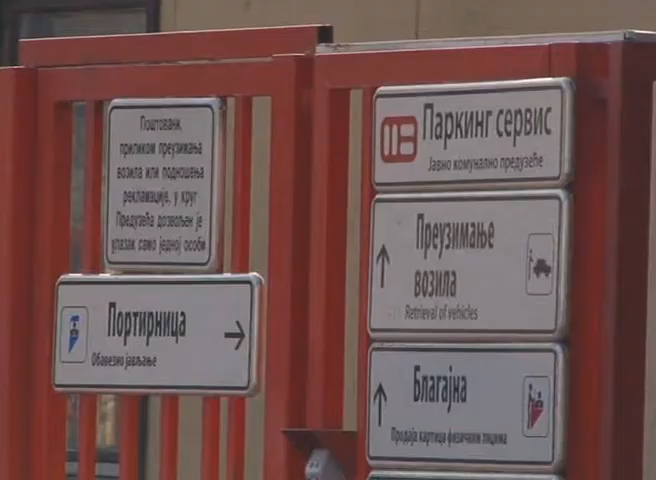 Поштовани,
приликом преузимања
возила или подношења
рекламације, у круг
Предузећа дозвољен је
улазак само једној особи
Портирница
Обавезно јављање
Паркинг сервис
Јавно комунално предузеће
Преузимање
возила
Retrieval of vehicles
Благајна
Продаја картица физичким лицима